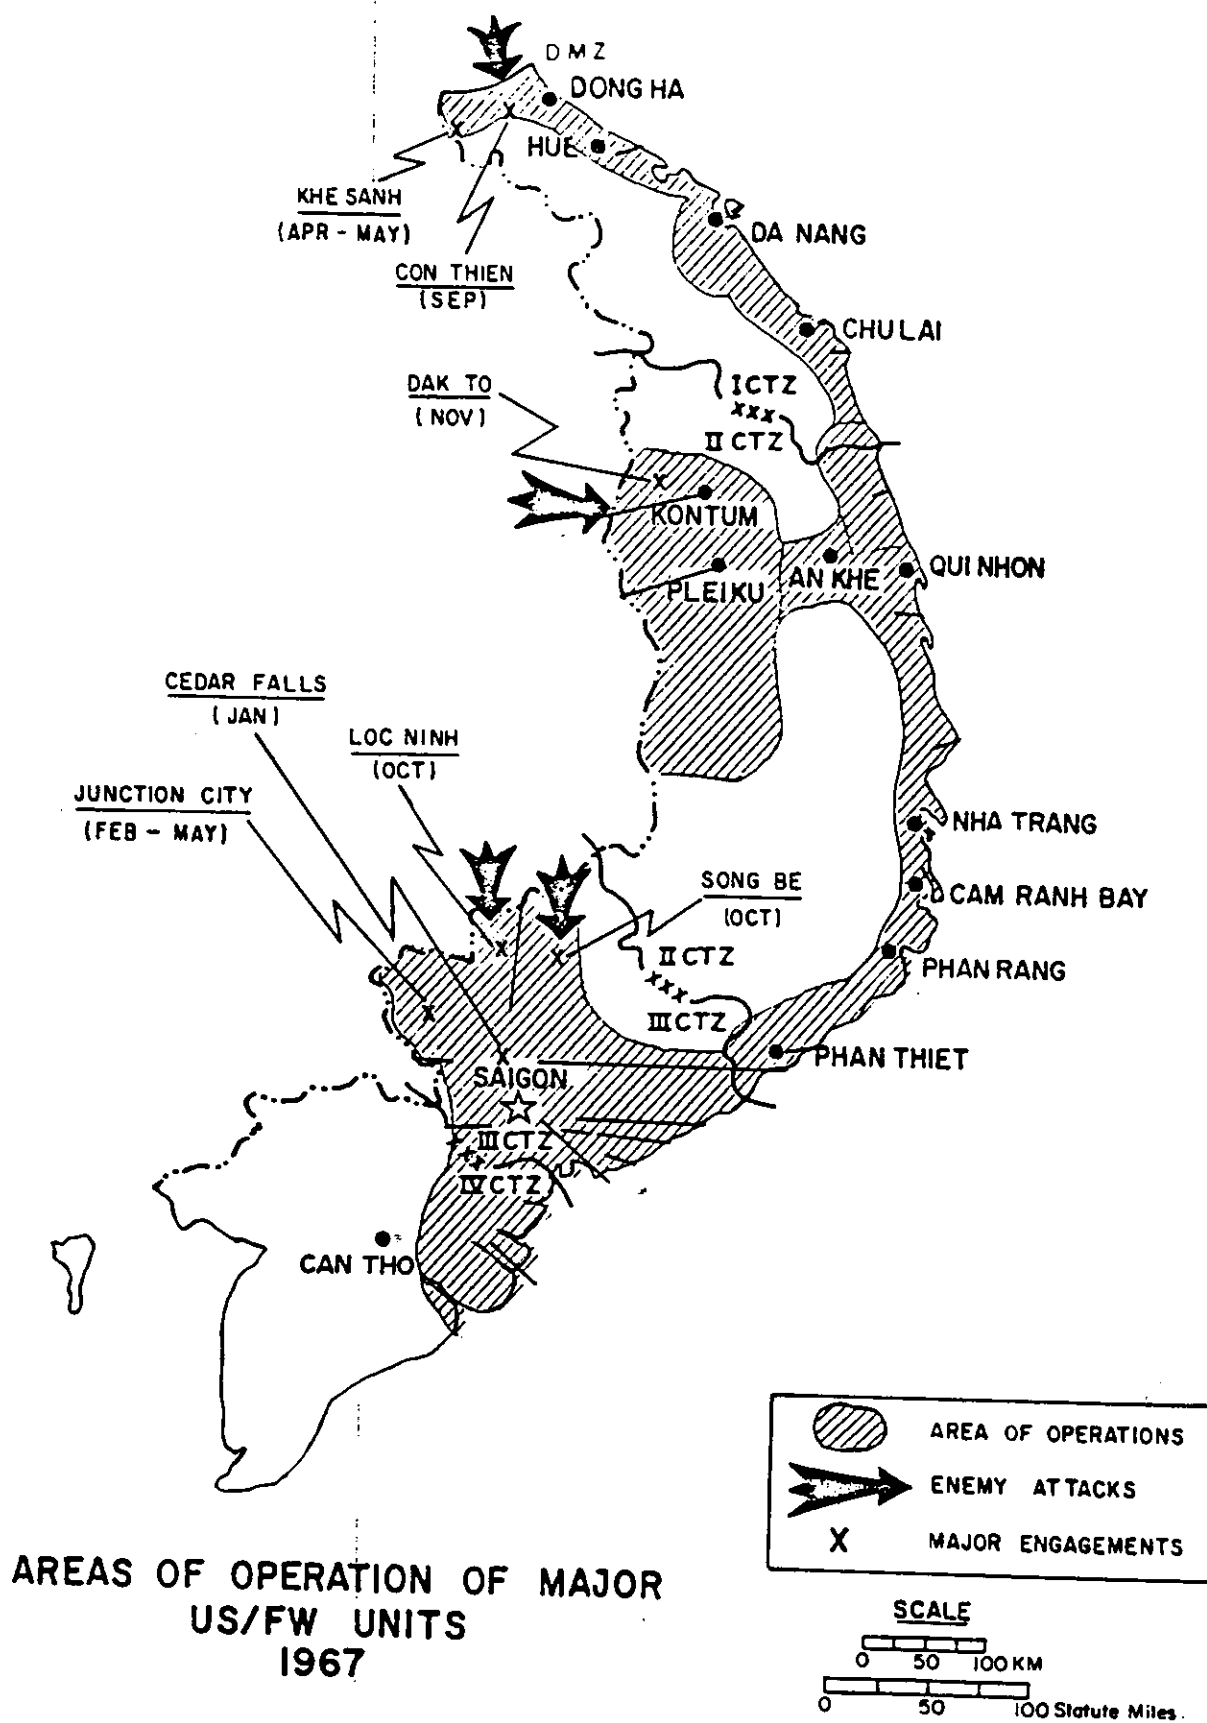 DMZ
DONG HA
HUE
KHE SANH
(APR - MAY)
DA NANG
CON THIEN
(SEP)
CHU LAI
DAK TO
(NOV)
I CTZ
XXX
II CTZ
KONTUM
PLEIKU
AN KHE
QUI NHON
CEDAR FALLS
(JAN)
LOC NINH
(OCT)
JUNCTION CITY
(FEB - MAY)
NHA TRANG
SONG BE
(OCT)
CAM RANH BAY
II CTZ
XXX
III CTZ
PHAN RANG
PHAN THIET
SAIGON
III CTZ
XX
IV CTZ
CAN THO
AREA OF OPERATIONS
ENEMY ATTACKS
X MAJOR ENGAGEMENTS
AREAS OF OPERATION OF MAJOR
US/FW UNITS
1967
SCALE
0 50 100 KM
0 50 100 Statute Miles.